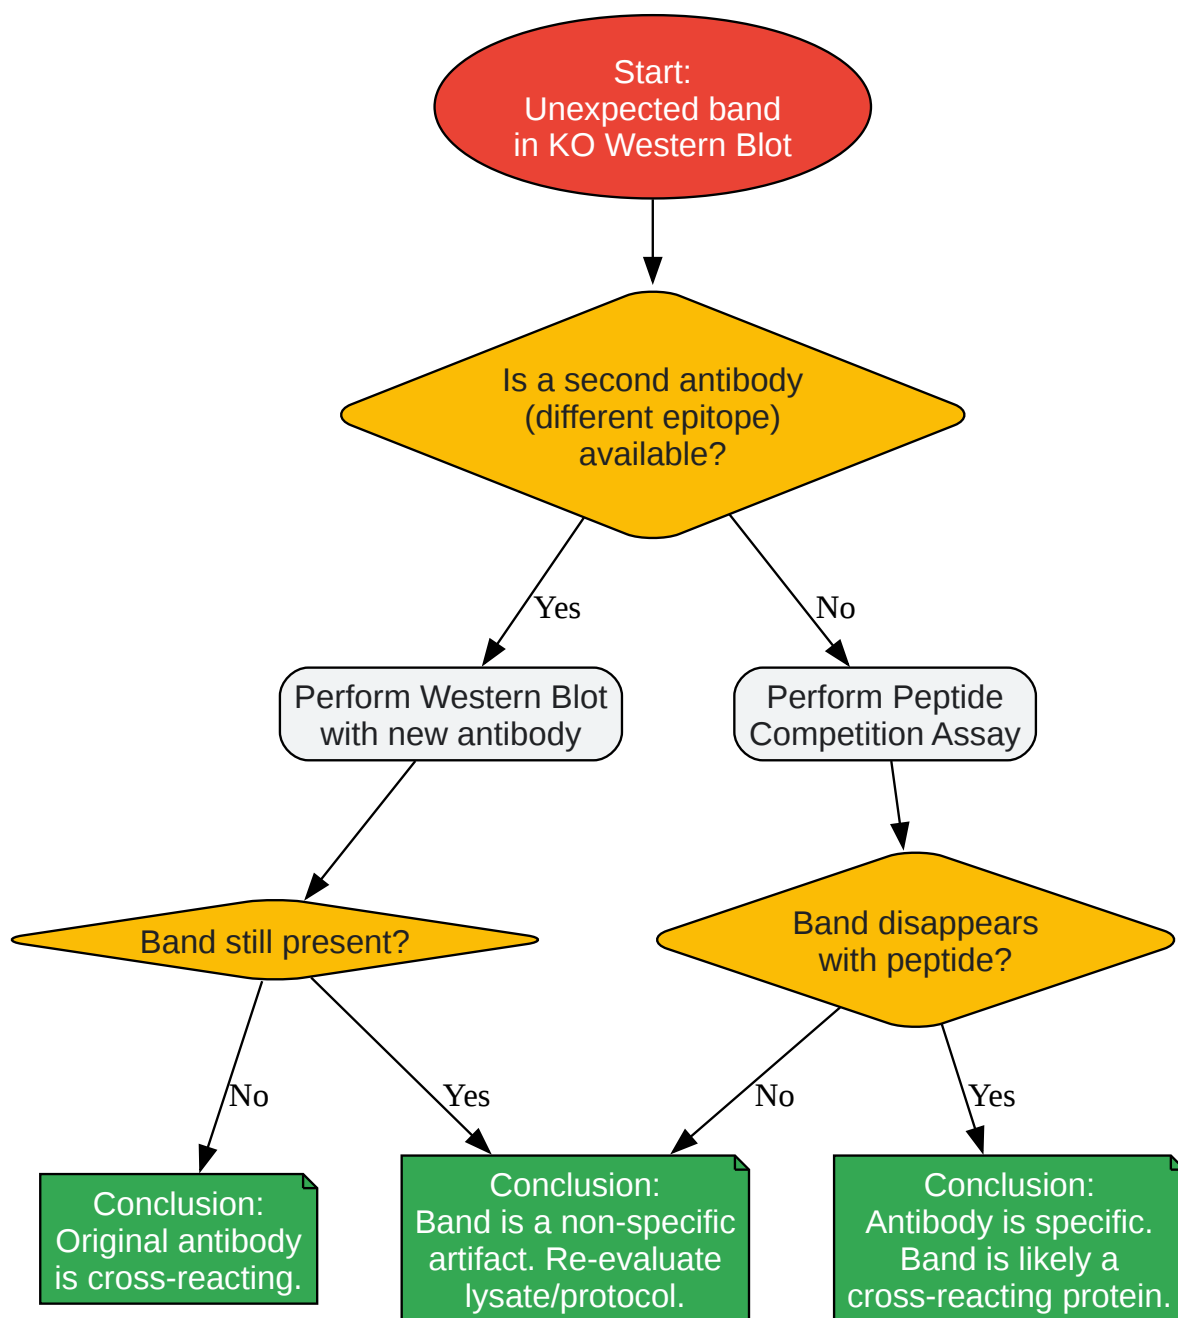 Start:
Unexpected band
in KO Western Blot
Is a second antibody
(different epitope)
available?
Yes
No
Perform Western Blot
with new antibody
Perform Peptide
Competition Assay
Band still present?
Band disappears
with peptide?
No
Yes
No
Yes
Conclusion:
Original antibody
is cross-reacting.
Conclusion:
Band is a non-specific
artifact. Re-evaluate
lysate/protocol.
Conclusion:
Antibody is specific.
Band is likely a
cross-reacting protein.